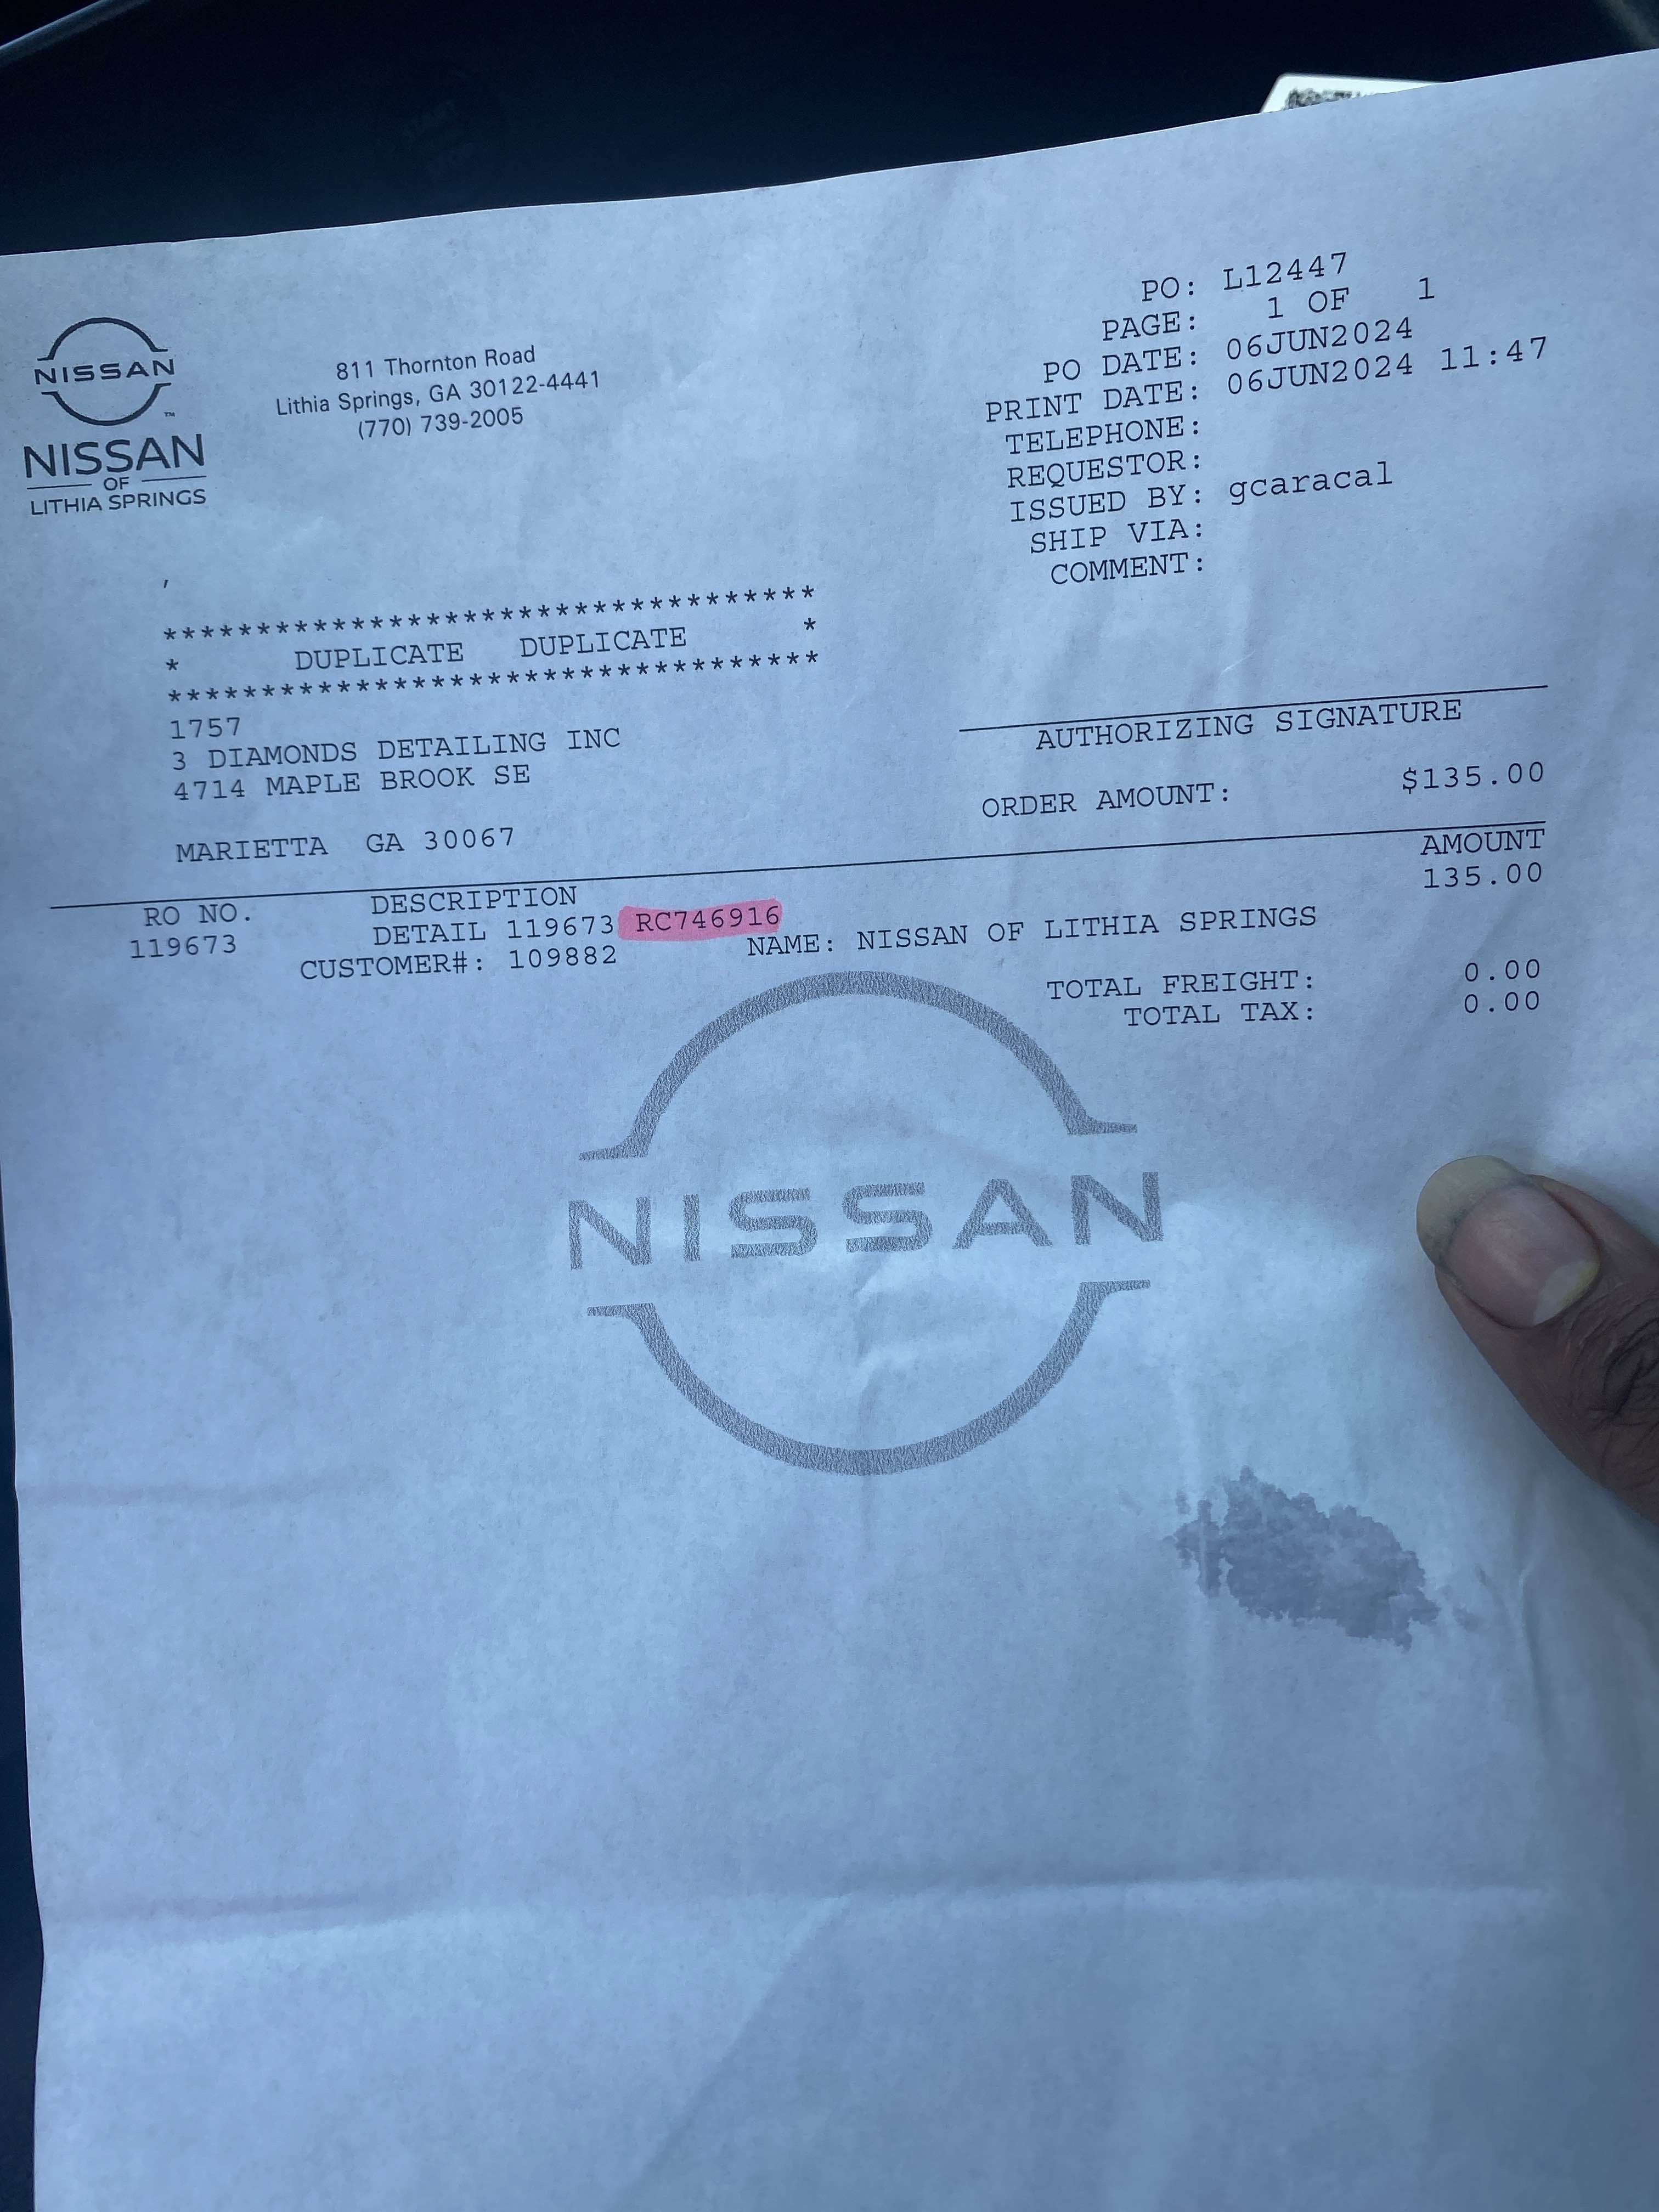 NISSAN
™
NISSAN
OF
LITHIA SPRINGS
811 Thornton Road
Lithia Springs, GA 30122-4441
(770) 739-2005
PO: L12447
PAGE: 1 OF 1
PO DATE: 06JUN2024
PRINT DATE: 06JUN2024 11:47
TELEPHONE:
REQUESTOR:
ISSUED BY: gcaracal
SHIP VIA:
COMMENT:
,
***********************************
* DUPLICATE DUPLICATE *
***********************************
1757
3 DIAMONDS DETAILING INC
4714 MAPLE BROOK SE
MARIETTA GA 30067
AUTHORIZING SIGNATURE
ORDER AMOUNT: $135.00
RO NO. DESCRIPTION AMOUNT
119673 DETAIL 119673 RC746916 135.00
CUSTOMER#: 109882 NAME: NISSAN OF LITHIA SPRINGS
TOTAL FREIGHT: 0.00
TOTAL TAX: 0.00
NISSAN